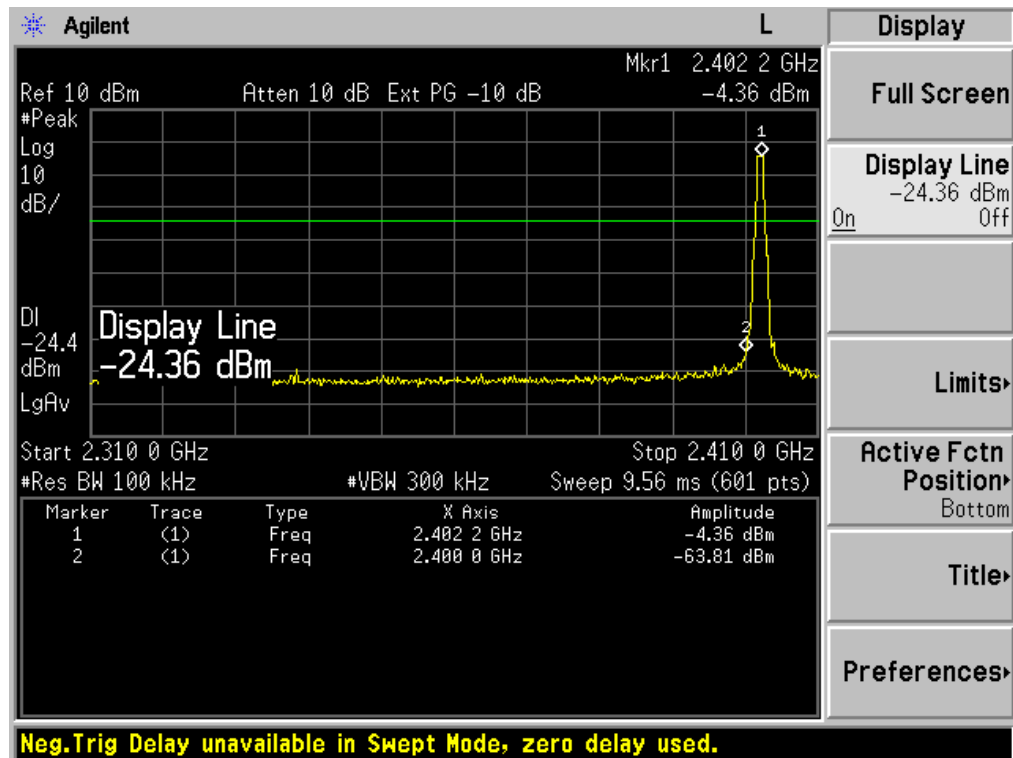 Agilent
L
Display
Mkr1 2.402 2 GHz
Ref 10 dBm Atten 10 dB Ext PG -10 dB -4.36 dBm
#Peak
Log
10
dB/
1
2
DI
-24.4
dBm
LgAv
Display Line
-24.36 dBm
Start 2.310 0 GHz Stop 2.410 0 GHz
#Res BW 100 kHz #VBW 300 kHz Sweep 9.56 ms (601 pts)
Marker Trace Type X Axis Amplitude
1 (1) Freq 2.402 2 GHz -4.36 dBm
2 (1) Freq 2.400 0 GHz -63.81 dBm
Full Screen
Display Line
-24.36 dBm
On Off
Limits
Active Fctn
Position
Bottom
Title
Preferences
Neg.Trig Delay unavailable in Swept Mode, zero delay used.